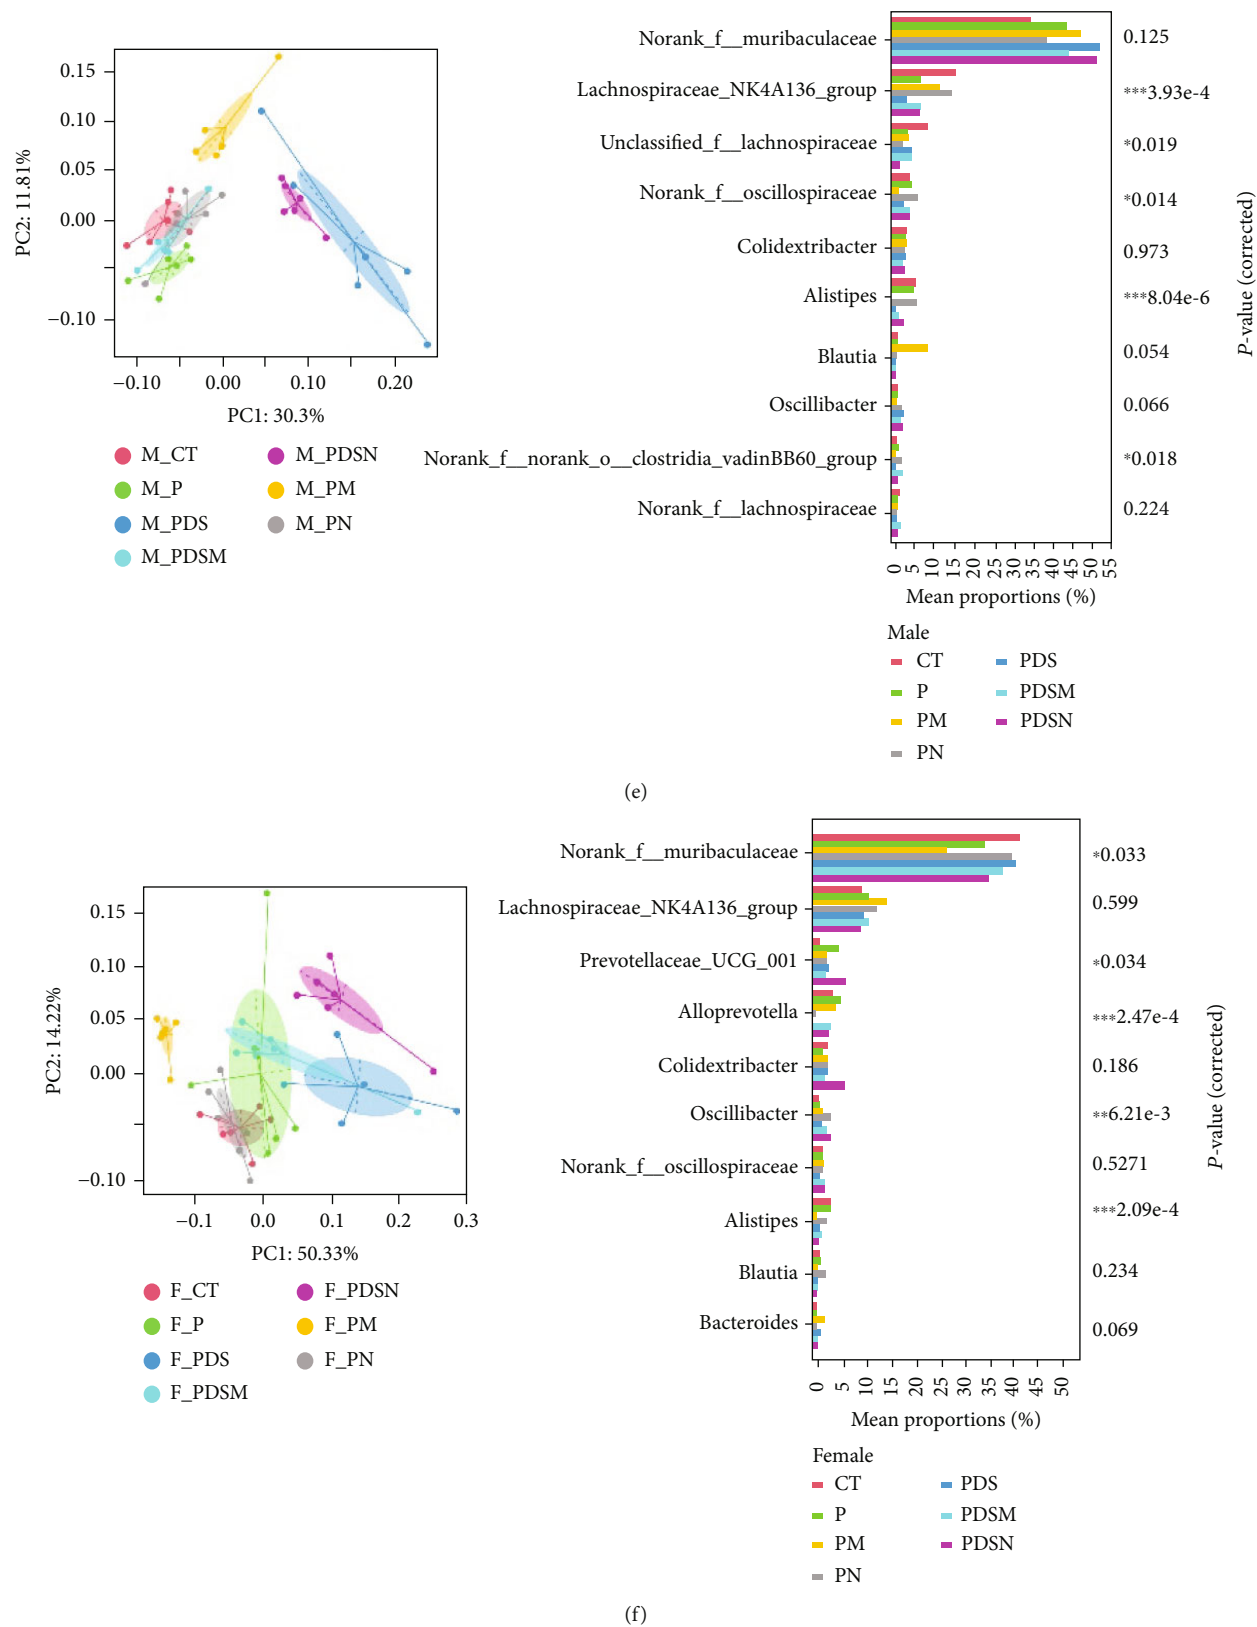 PC2: 11.81%
0.15
0.10
0.05
0.00
−0.10
−0.10
0.00
0.10
0.20
PC1: 30.3%
M_CT
M_PDSN
M_P
M_PM
M_PDS
M_PN
M_PDSM
Norank_f__muribaculaceae
0.125
Lachnospiraceae_NK4A136_group
***3.93e-4
Unclassified_f__lachnospiraceae
*0.019
Norank_f__oscillospiraceae
*0.014
Colidextribacter
0.973
Alistipes
***8.04e-6
Blautia
0.054
Oscillibacter
0.066
Norank_f__norank_o__clostridia_vadinBB60_group
*0.018
Norank_f__lachnospiraceae
0.224
P-value (corrected)
0 5 10 15 20 25 30 35 40 45 50 55
Mean proportions (%)
Male
CT
PDS
P
PDSM
PM
PDSN
PN
(e)
PC2: 14.22%
0.15
0.10
0.05
0.00
−0.10
−0.1
0.0
0.1
0.2
0.3
PC1: 50.33%
F_CT
F_PDSN
F_P
F_PM
F_PDS
F_PN
F_PDSM
Norank_f__muribaculaceae
*0.033
Lachnospiraceae_NK4A136_group
0.599
Prevotellaceae_UCG_001
*0.034
Alloprevotella
***2.47e-4
Colidextribacter
0.186
Oscillibacter
**6.21e-3
Norank_f__oscillospiraceae
0.5271
Alistipes
***2.09e-4
Blautia
0.234
Bacteroides
0.069
P-value (corrected)
0 5 10 15 20 25 30 35 40 45 50
Mean proportions (%)
Female
CT
PDS
P
PDSM
PM
PDSN
PN
(f)